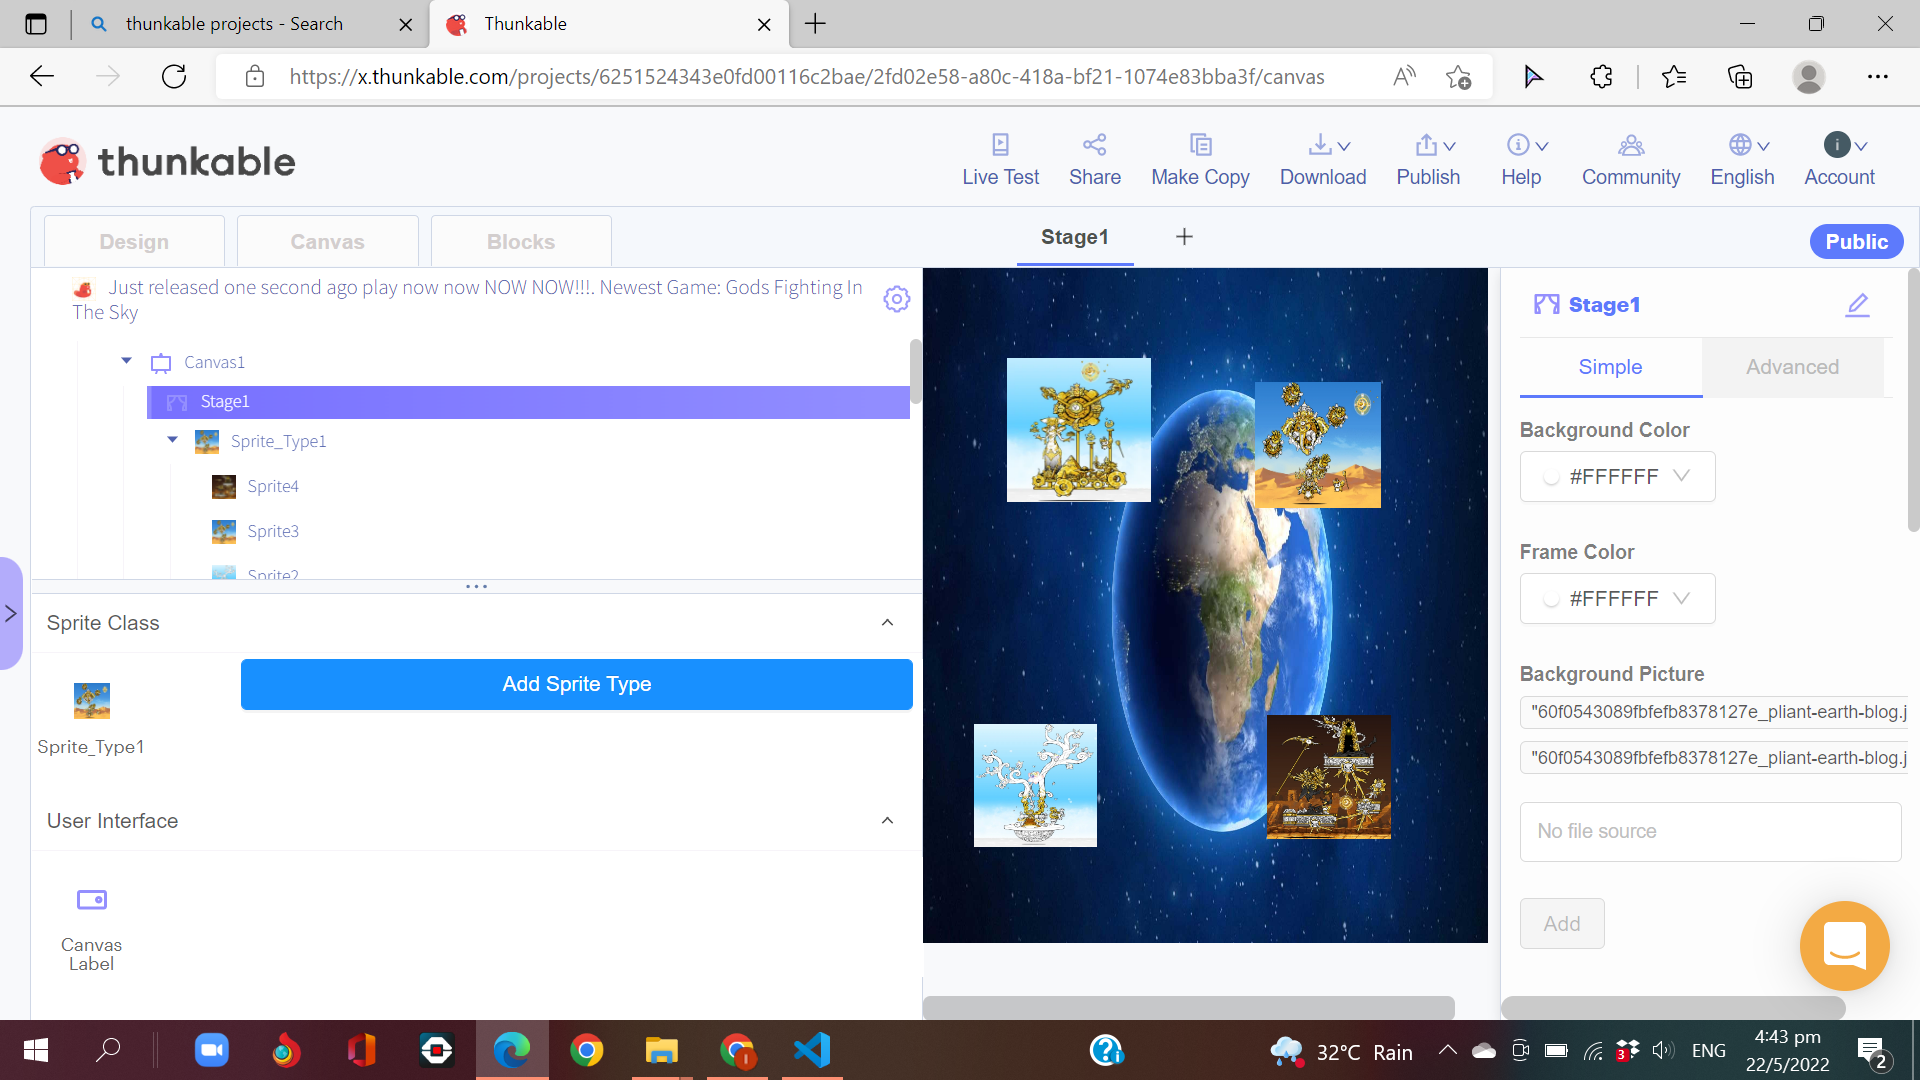 thunkable projects - Search
Thunkable
https://x.thunkable.com/projects/6251524343e0fd00116c2bae/2fd02e58-a80c-418a-bf21-1074e83bba3f/canvas
thunkable
Live Test
Share
Make Copy
Download
Publish
Help
Community
English
Account
Design
Canvas
Blocks
Stage1
Public
Just released one second ago play now now NOW NOW!!!. Newest Game: Gods Fighting In
The Sky
Canvas1
Stage1
Sprite_Type1
Sprite4
Sprite3
Sprite2
Sprite Class
Add Sprite Type
Sprite_Type1
User Interface
Canvas
Label
Stage1
Simple
Advanced
Background Color
#FFFFFF
Frame Color
#FFFFFF
Background Picture
"60f0543089fbfefb8378127e_pliant-earth-blog.j
"60f0543089fbfefb8378127e_pliant-earth-blog.j
No file source
Add
32°C Rain
3
ENG
4:43 pm
22/5/2022
2